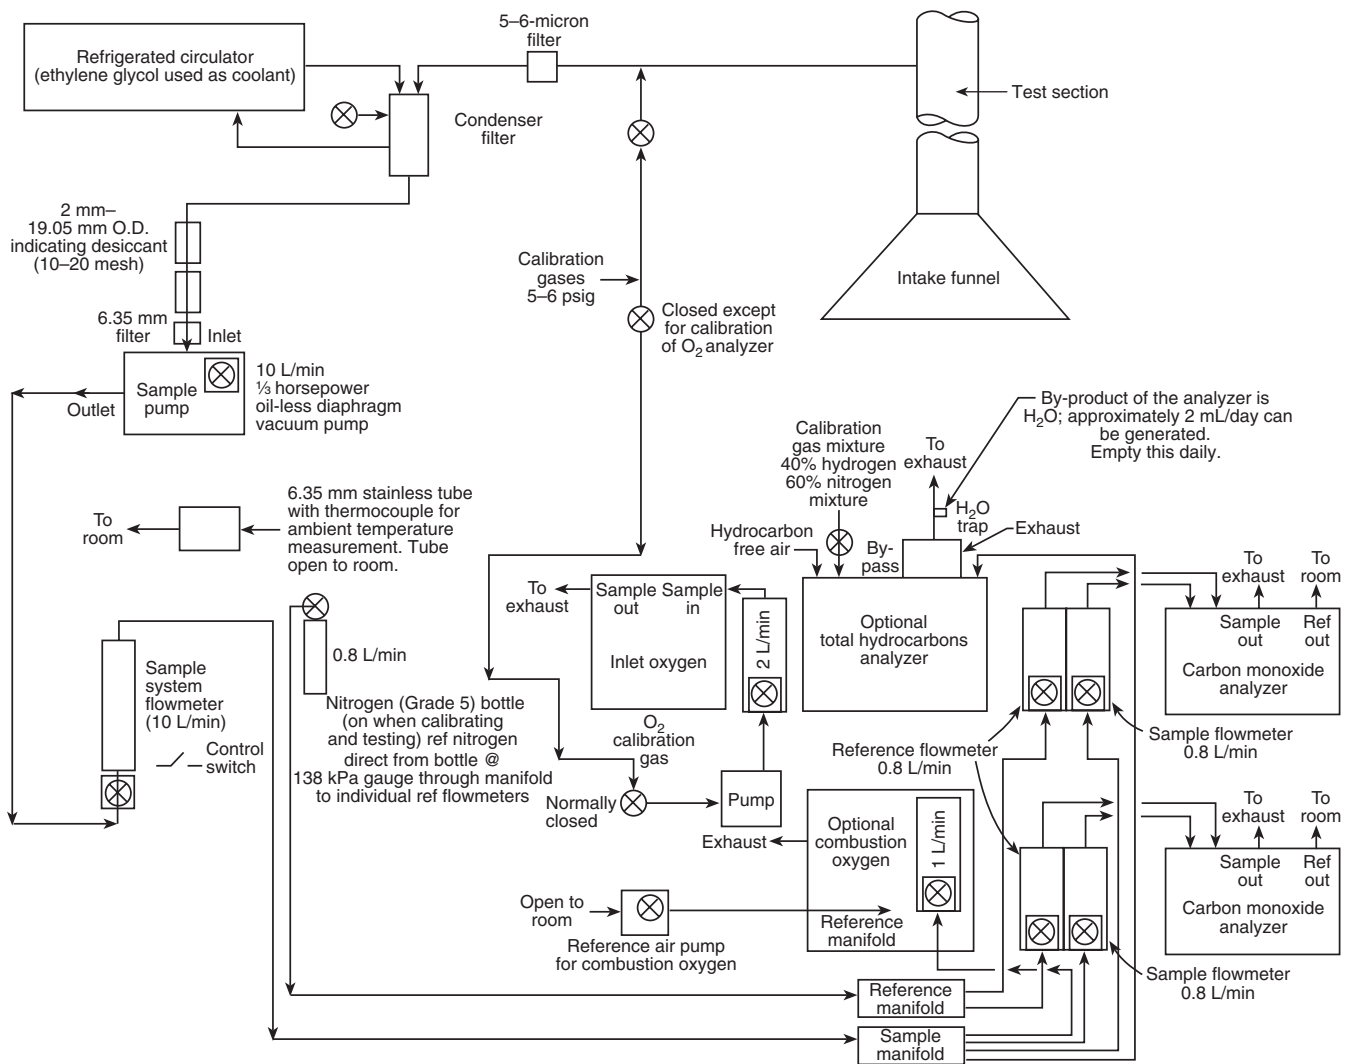 5–6-micron
filter
Refrigerated circulator
(ethylene glycol used as coolant)
Test section
Condenser
filter
2 mm–
19.05 mm O.D.
indicating desiccant
(10–20 mesh)
Calibration
gases
5–6 psig
Intake funnel
6.35 mm
filter
Inlet
Closed except
for calibration
of O2 analyzer
Sample
pump
10 L/min
⅓ horsepower
oil-less diaphragm
vacuum pump
Outlet
By-product of the analyzer is
H2O; approximately 2 mL/day can
be generated.
Empty this daily.
Calibration
gas mixture
40% hydrogen
60% nitrogen
mixture
To
exhaust
6.35 mm stainless tube
with thermocouple for
ambient temperature
measurement. Tube
open to room.
To
room
H2O
trap
Exhaust
Hydrocarbon
free air
By-
pass
To
exhaust
Sample
out
Sample
in
Inlet oxygen
2 L/min
Optional
total hydrocarbons
analyzer
To
exhaust
To
room
Sample
out
Ref
out
Carbon monoxide
analyzer
0.8 L/min
Sample
system
flowmeter
(10 L/min)
Control
switch
Nitrogen (Grade 5) bottle
(on when calibrating
and testing) ref nitrogen
direct from bottle @
138 kPa gauge through manifold
to individual ref flowmeters
O2
calibration
gas
Reference flowmeter
0.8 L/min
Sample flowmeter
0.8 L/min
Normally
closed
Pump
Exhaust
Optional
combustion
oxygen
1 L/min
To
exhaust
To
room
Sample
out
Ref
out
Carbon monoxide
analyzer
Open to
room
Reference
manifold
Reference air pump
for combustion oxygen
Sample flowmeter
0.8 L/min
Reference
manifold
Sample
manifold